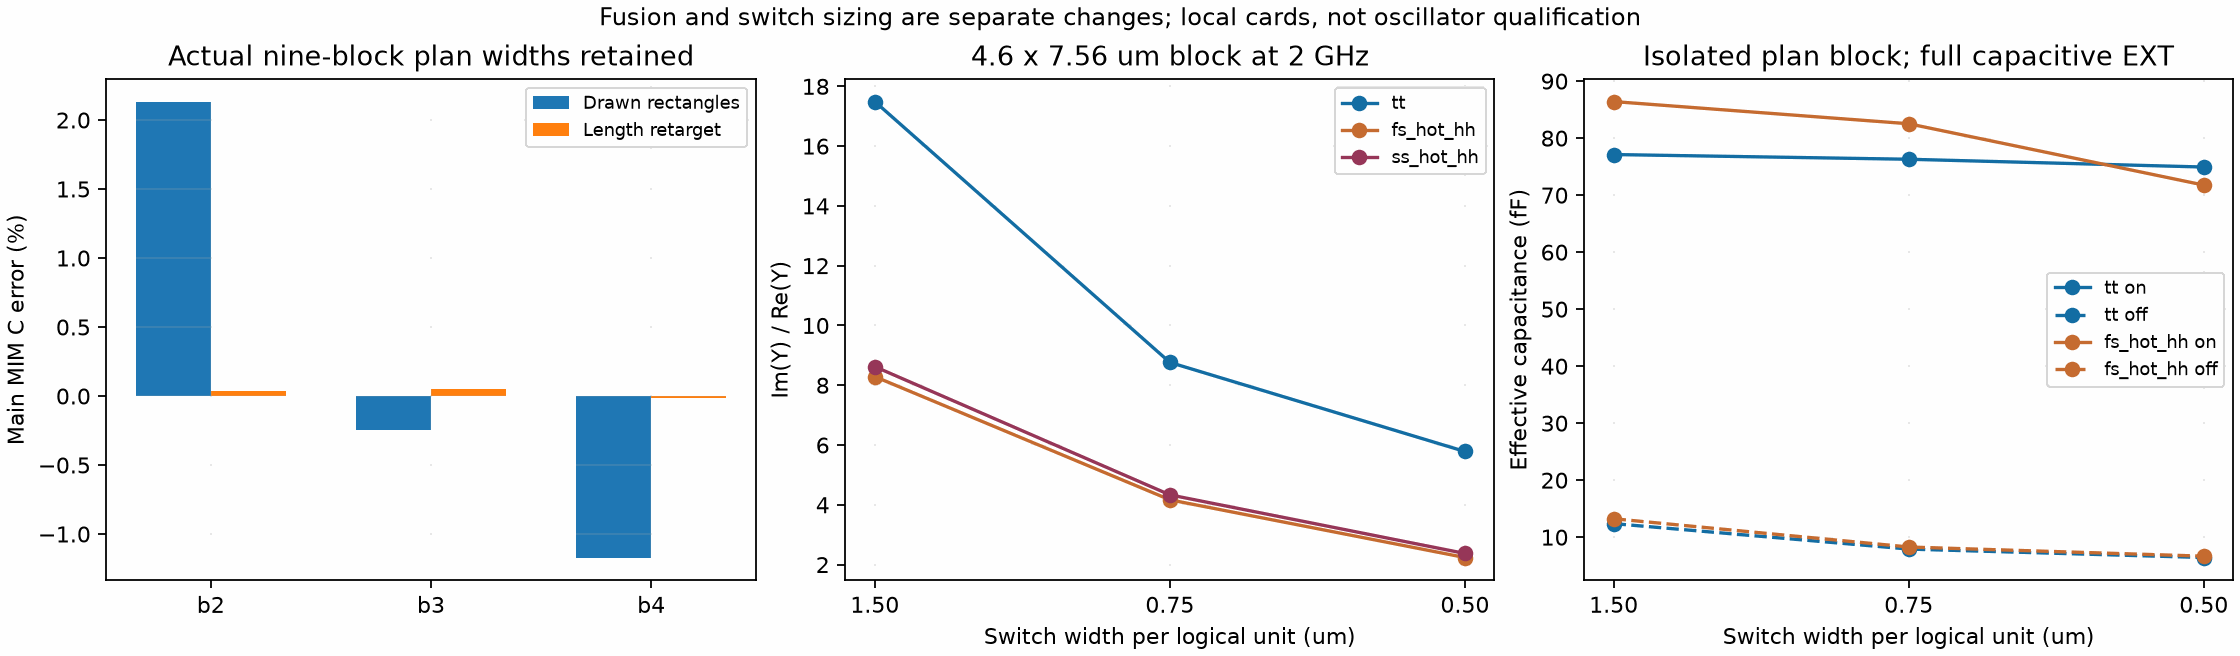 Fusion and switch sizing are separate changes; local cards, not oscillator qualification
Actual nine-block plan widths retained
Main MIM C error (%)
2.0
1.5
1.0
0.5
0.0
−0.5
−1.0
b2
b3
b4
Drawn rectangles
Length retarget
4.6 x 7.56 um block at 2 GHz
Im(Y) / Re(Y)
18
16
14
12
10
8
6
4
2
1.50
0.75
0.50
Switch width per logical unit (um)
tt
fs_hot_hh
ss_hot_hh
Isolated plan block; full capacitive EXT
Effective capacitance (fF)
90
80
70
60
50
40
30
20
10
1.50
0.75
0.50
Switch width per logical unit (um)
tt on
tt off
fs_hot_hh on
fs_hot_hh off